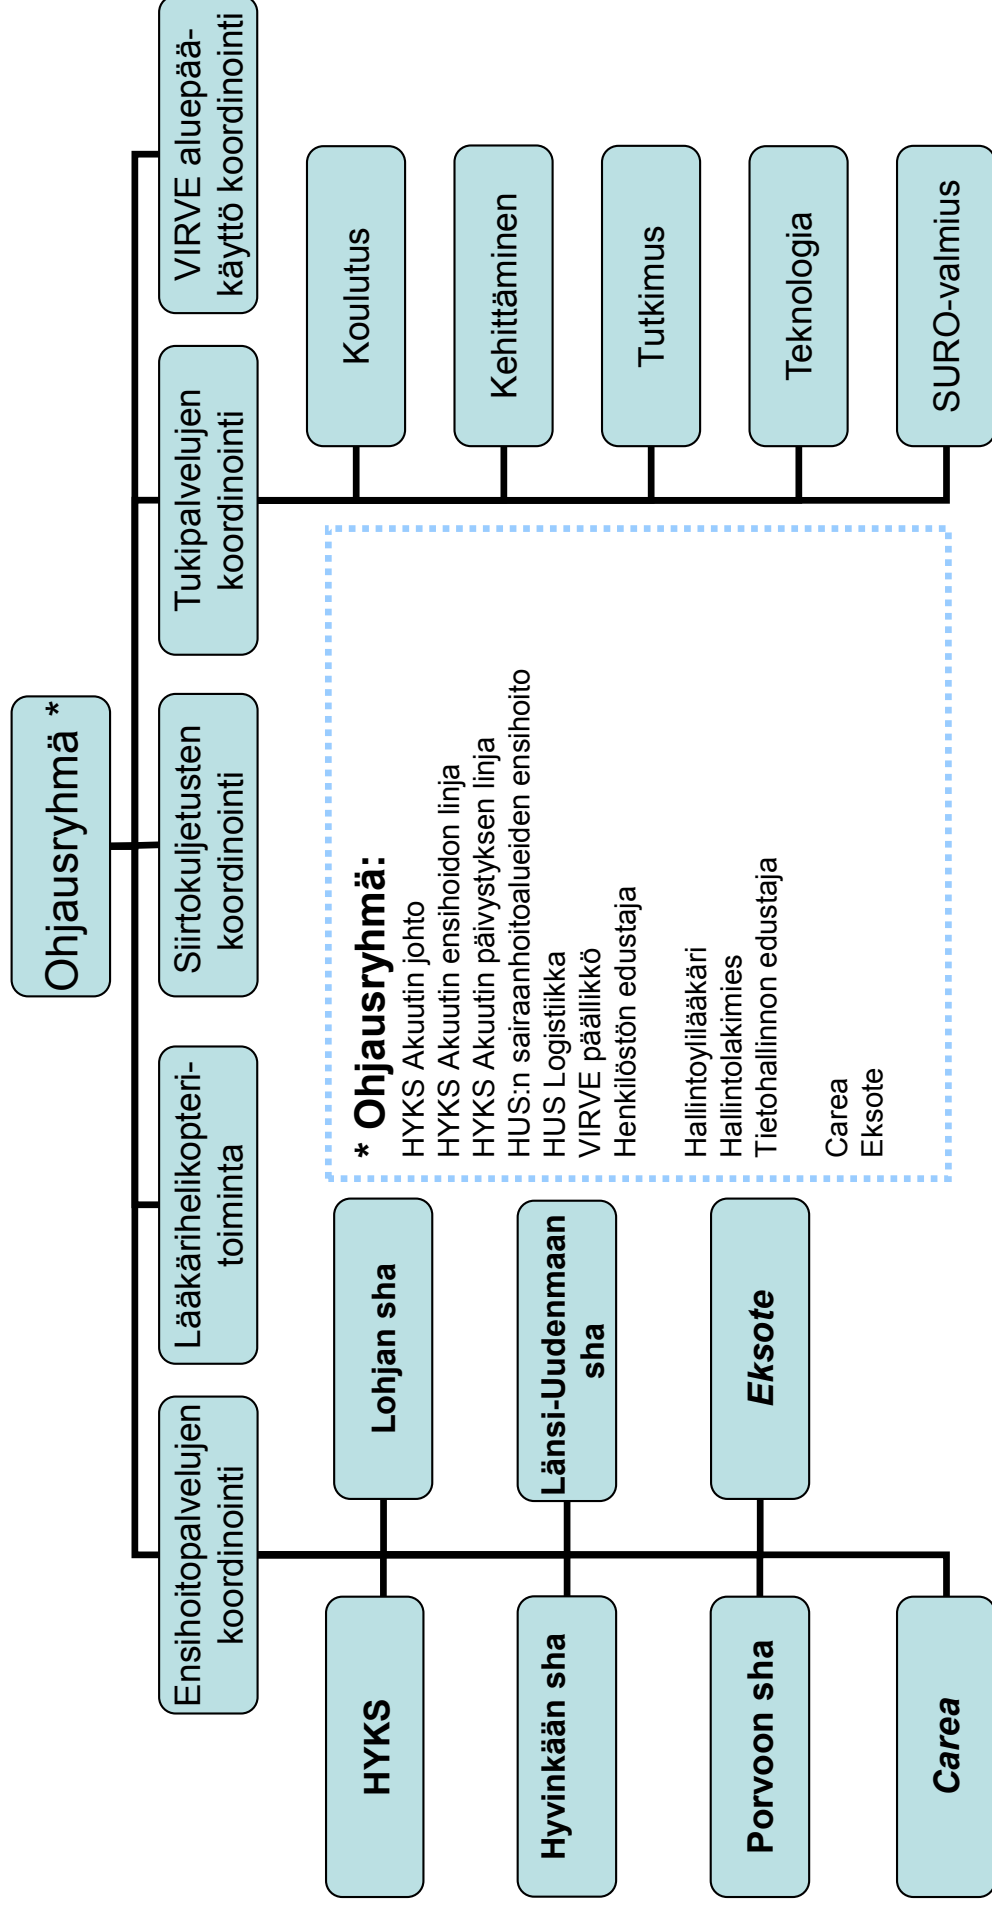 Ohjausryhmä *
Ensihoitopalvelujen
koordinointi
Lääkärihelikopteri-
toiminta
Siirtokuljetusten
koordinointi
Tukipalvelujen
koordinointi
VIRVE aluepää-
käyttö koordinointi
HYKS
Lohjan sha
Hyvinkään sha
Länsi-Uudenmaan
sha
Porvoon sha
Eksote
Carea
* Ohjausryhmä:
HYKS Akuutin johto
HYKS Akuutin ensihoidon linja
HYKS Akuutin päivystyksen linja
HUS:n sairaanhoitoalueiden ensihoito
HUS Logistiikka
VIRVE päällikkö
Henkilöstön edustaja
Hallintoylilääkäri
Hallintolakimies
Tietohallinnon edustaja
Carea
Eksote
Koulutus
Kehittäminen
Tutkimus
Teknologia
SURO-valmius